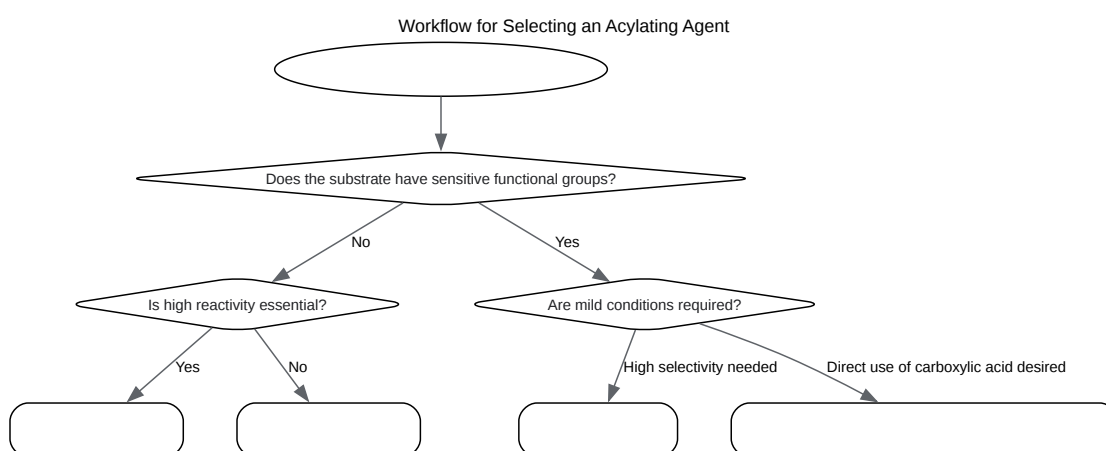 Workflow for Selecting an Acylating Agent
Does the substrate have sensitive functional groups?
No
Yes
Is high reactivity essential?
Are mild conditions required?
Yes
No
High selectivity needed
Direct use of carboxylic acid desired